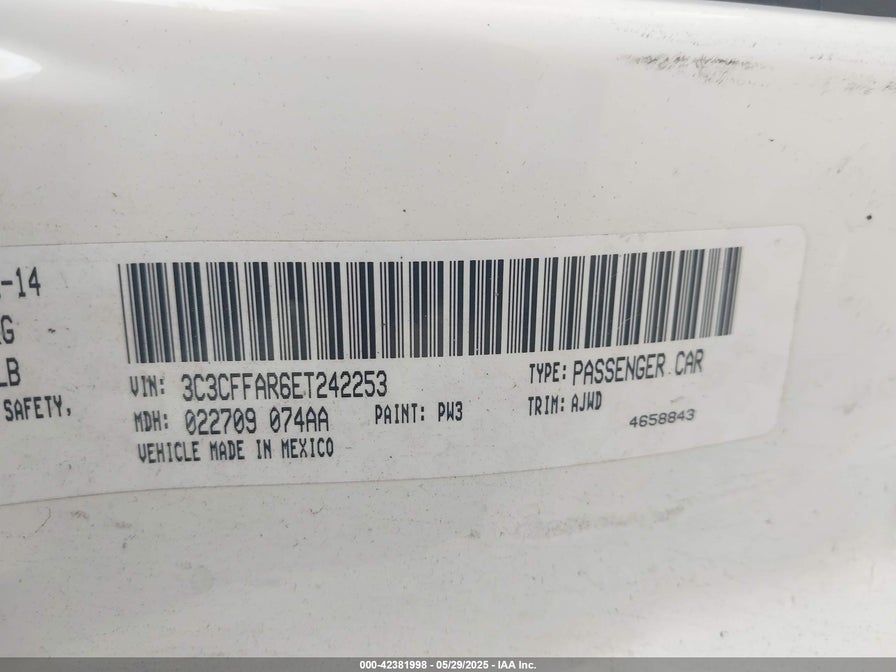 -14
G
LB
SAFETY,
VIN: 3C3CFFAR6ET242253
TYPE: PASSENGER CAR
MDH: 022709 074AA
PAINT: PW3
TRIM: AJWD
4658843
VEHICLE MADE IN MEXICO
000-42381998 - 05/29/2025 - IAA Inc.